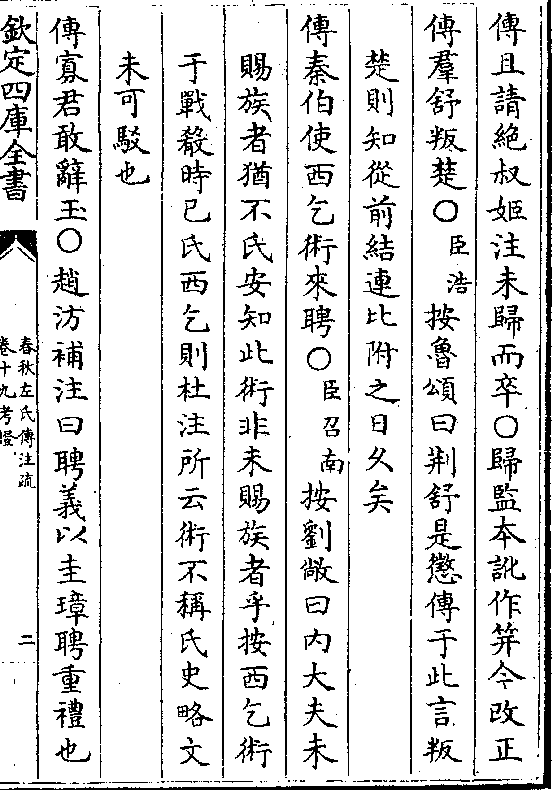 傳且請絶叔姬注未歸而卒○歸監本訛作笄今改正
傳羣舒叛楚○臣浩按魯頌曰荆舒是懲傳于此言叛
楚則知從前結連比附之日久矣
傳秦伯使西乞術來聘○臣召南按劉敞曰内大夫未
賜族者猶不氏安知此術非未賜族者乎按西乞術
于戰殽時已氏西乞則杜注所云術不稱氏史略文
未可駁也
傳寡君敢辭玉○趙汸補注曰聘義以圭璋聘重禮也
欽定四庫全書
春秋左氏傳注疏
卷十九考證
二